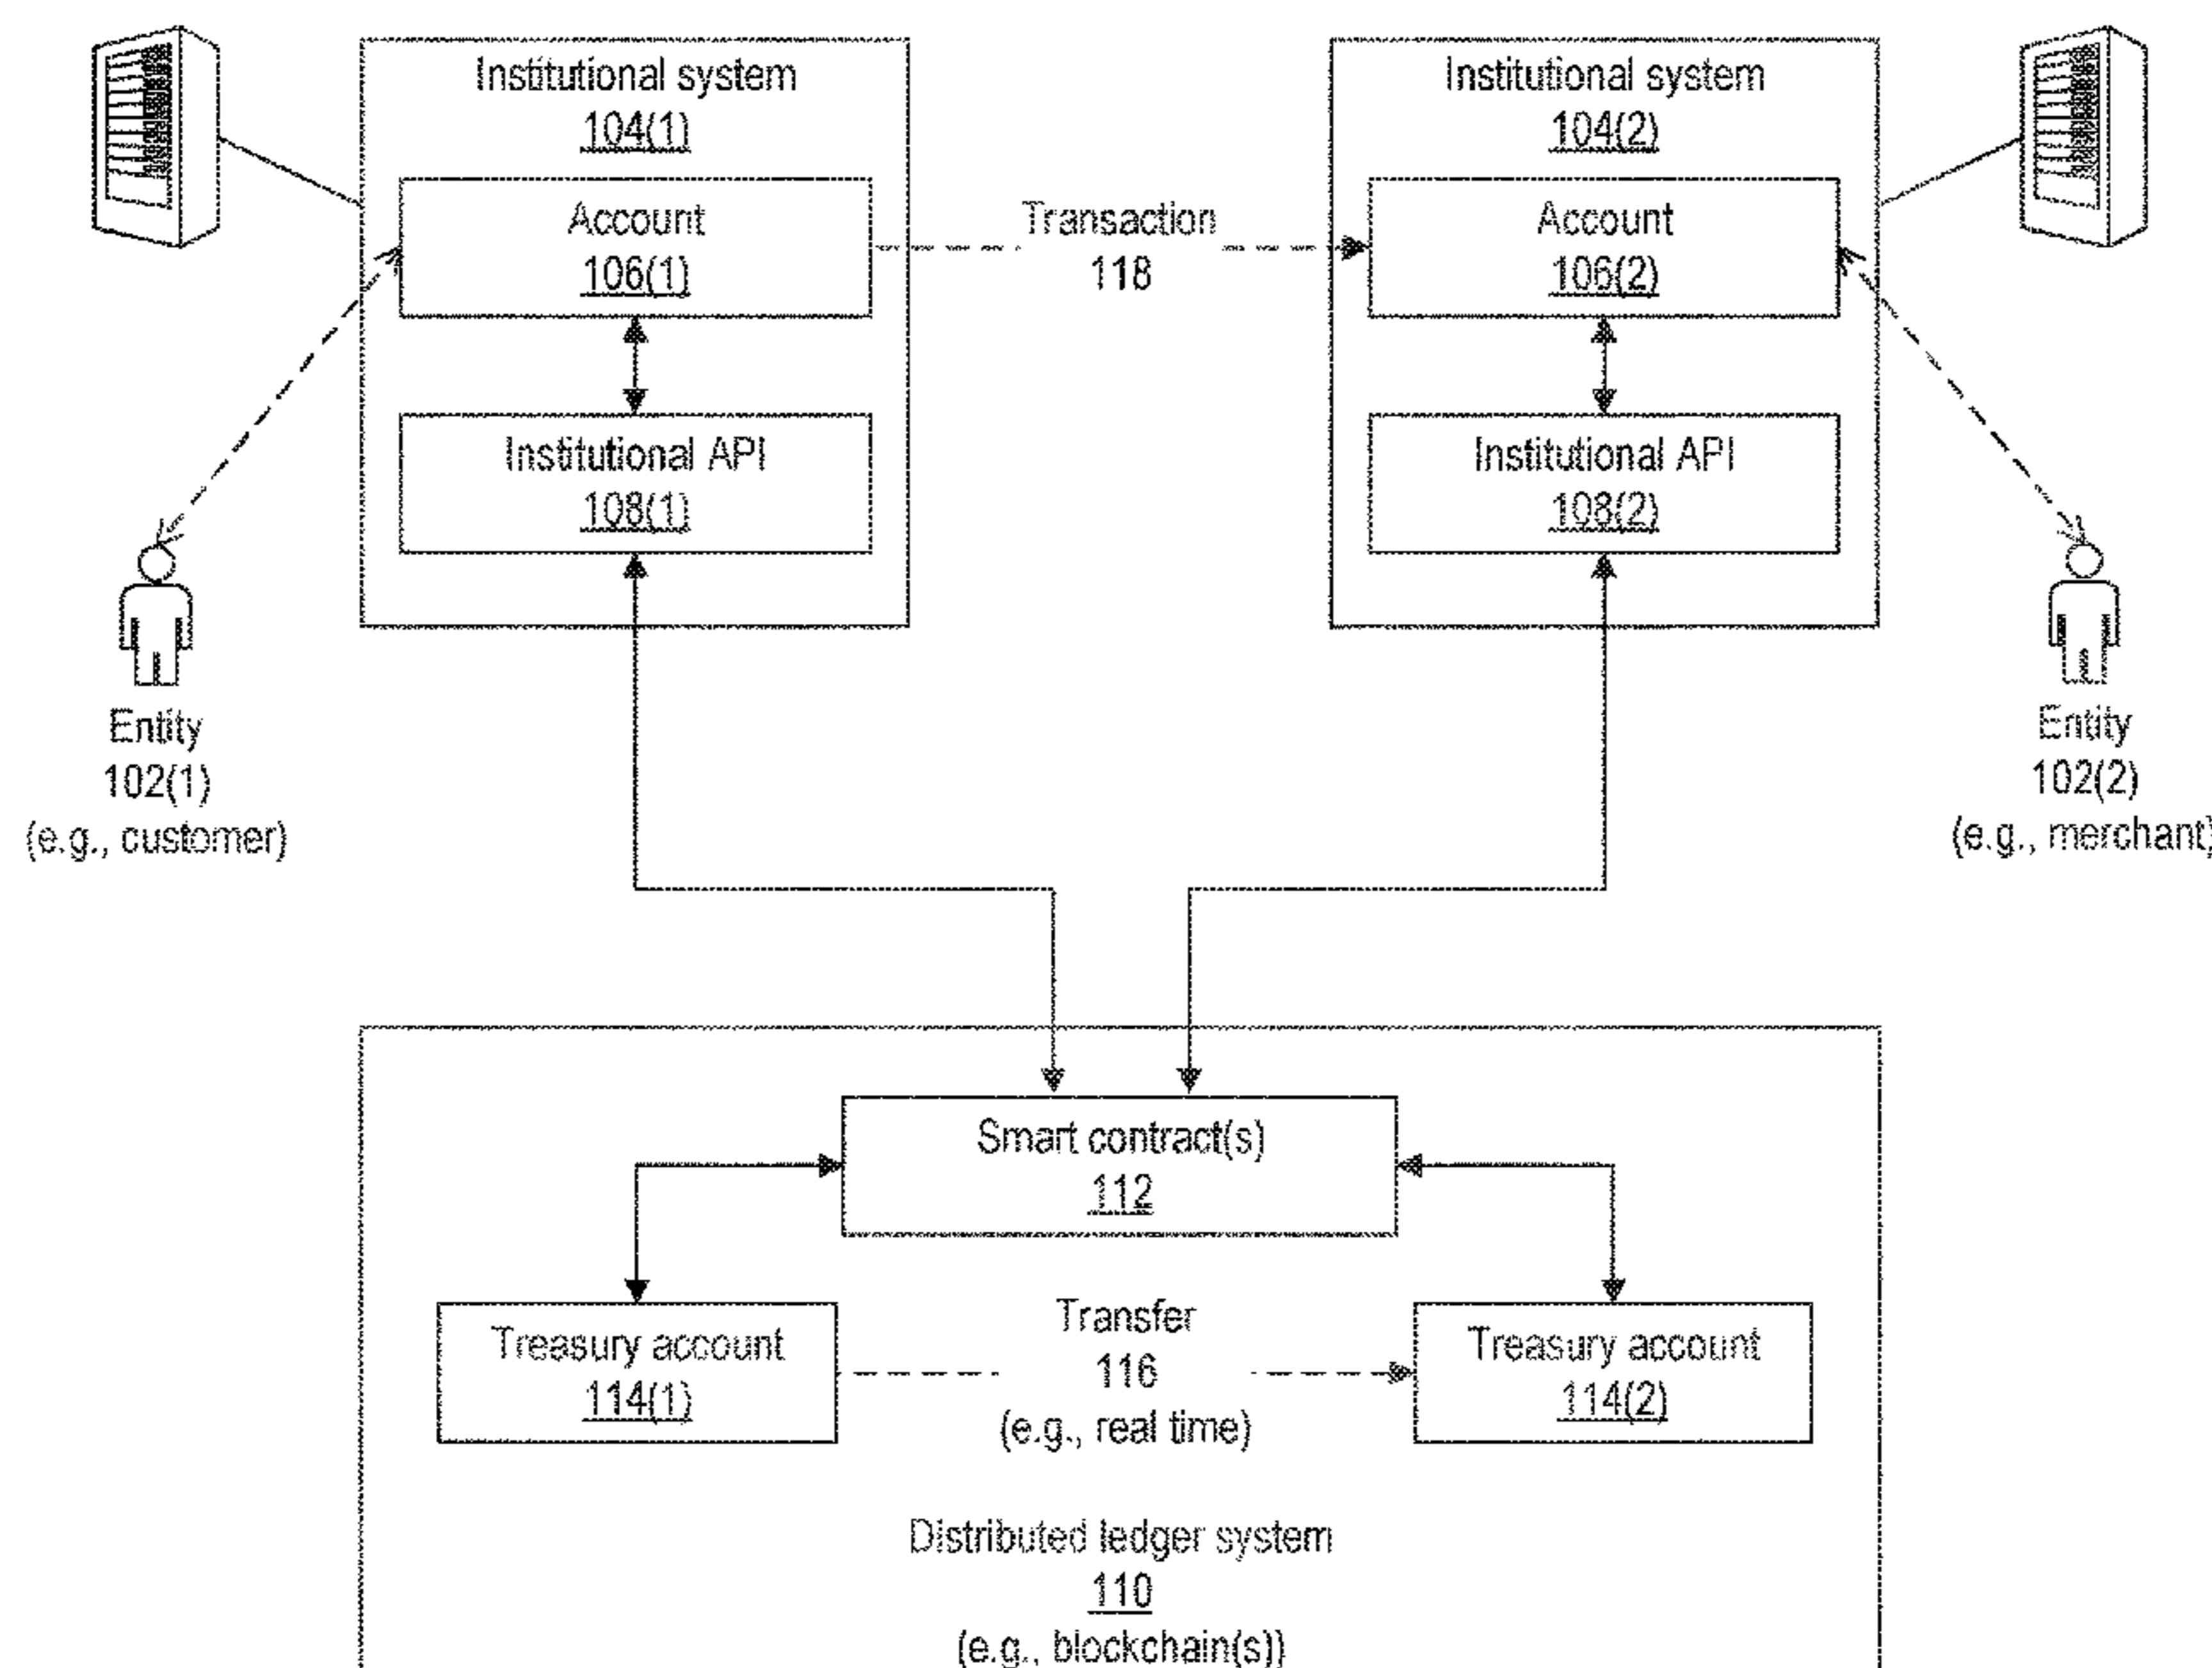 Institutional system
104(1)
Institutional system
104(2)
Account
106(1)
Transaction
118
Account
106(2)
Institutional API
108(1)
Institutional API
108(2)
Entity
102(1)
(e.g., customer)
Entity
102(2)
(e.g., merchant)
Smart contract(s)
112
Treasury account
114(1)
Transfer
116
(e.g., real time)
Treasury account
114(2)
Distributed ledger system
110
(e.g., blockchain(s))